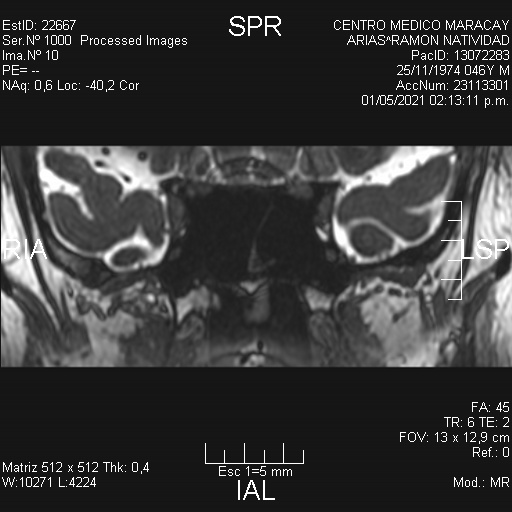 EstID: 22667
Ser.Nº 1000 Processed Images
Ima.Nº 10
PE= --
NAq: 0,6 Loc: -40,2 Cor
SPR
CENTRO MEDICO MARACAY
ARIAS^RAMON NATIVIDAD
PacID: 13072283
25/11/1974 046Y M
AccNum: 23113301
01/05/2021 02:13:11 p.m.
RIA
LSP
FA: 45
TR: 6 TE: 2
FOV: 13 x 12,9 cm
Ref.: 0
Matriz 512 x 512 Thk: 0,4
W:10271 L:4224
Esc 1=5 mm
IAL
Mod.: MR